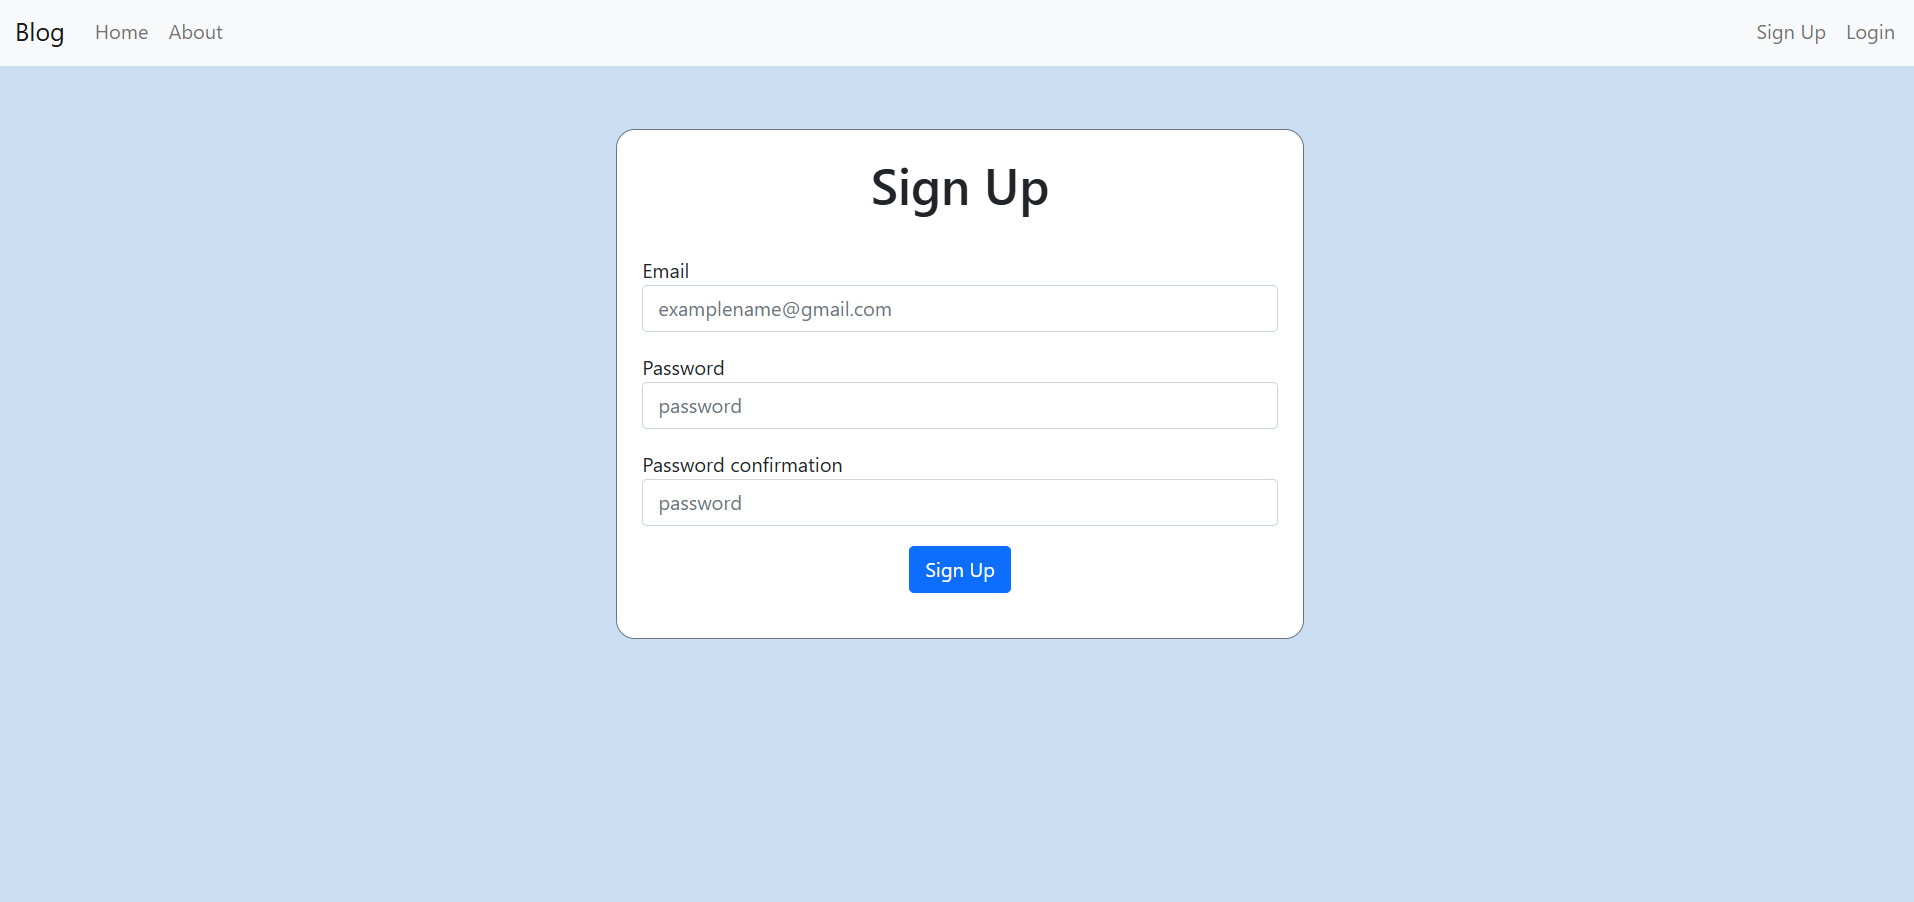 Blog Home About Sign Up Login
Sign Up
Email
examplename@gmail.com
Password
password
Password confirmation
password
Sign Up